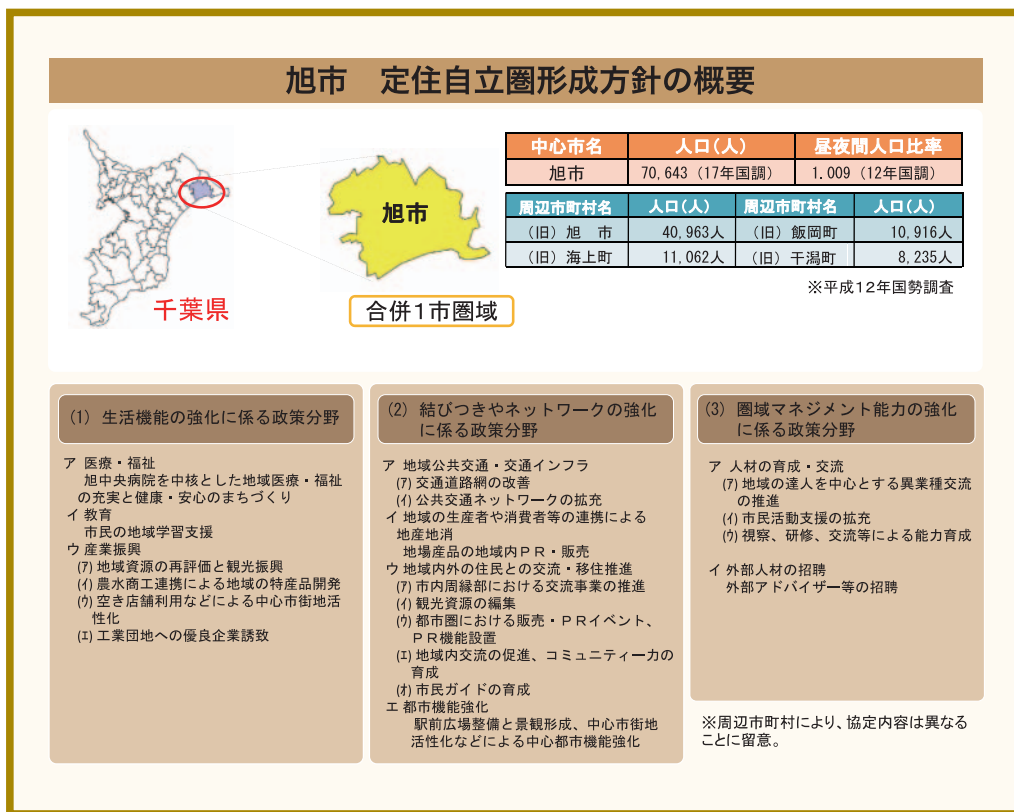 旭市　定住自立圏形成方針の概要
中心市名 人口(人) 昼夜間人口比率
旭市 70,643（17年国調） 1.009（12年国調）
周辺市町村名 人口(人) 周辺市町村名 人口(人)
（旧）旭　市 40,963人 （旧）飯岡町 10,916人
（旧）海上町 11,062人 （旧）干潟町 8,235人
※平成12年国勢調査
旭市
千葉県
合併1市圏域
(1) 生活機能の強化に係る政策分野
ア 医療・福祉
旭中央病院を中核とした地域医療・福祉
の充実と健康・安心のまちづくり
イ 教育
市民の地域学習支援
ウ 産業振興
(ｱ) 地域資源の再評価と観光振興
(ｲ) 農水商工連携による地域の特産品開発
(ｳ) 空き店舗利用などによる中心市街地活
性化
(ｴ) 工業団地への優良企業誘致
(2) 結びつきやネットワークの強化
に係る政策分野
ア 地域公共交通・交通インフラ
(ｱ) 交通道路網の改善
(ｲ) 公共交通ネットワークの拡充
イ 地域の生産者や消費者等の連携による
地産地消
地場産品の地域内ＰＲ・販売
ウ 地域内外の住民との交流・移住推進
(ｱ) 市内周縁部における交流事業の推進
(ｲ) 観光資源の編集
(ｳ) 都市圏における販売・ＰＲイベント、
ＰＲ機能設置
(ｴ) 地域内交流の促進、コミュニティー力の
育成
(ｵ) 市民ガイドの育成
エ 都市機能強化
駅前広場整備と景観形成、中心市街地
活性化などによる中心都市機能強化
(3) 圏域マネジメント能力の強化
に係る政策分野
ア 人材の育成・交流
(ｱ) 地域の達人を中心とする異業種交流
の推進
(ｲ) 市民活動支援の拡充
(ｳ) 視察、研修、交流等による能力育成
イ 外部人材の招聘
外部アドバイザー等の招聘
※周辺市町村により、協定内容は異なる
ことに留意。